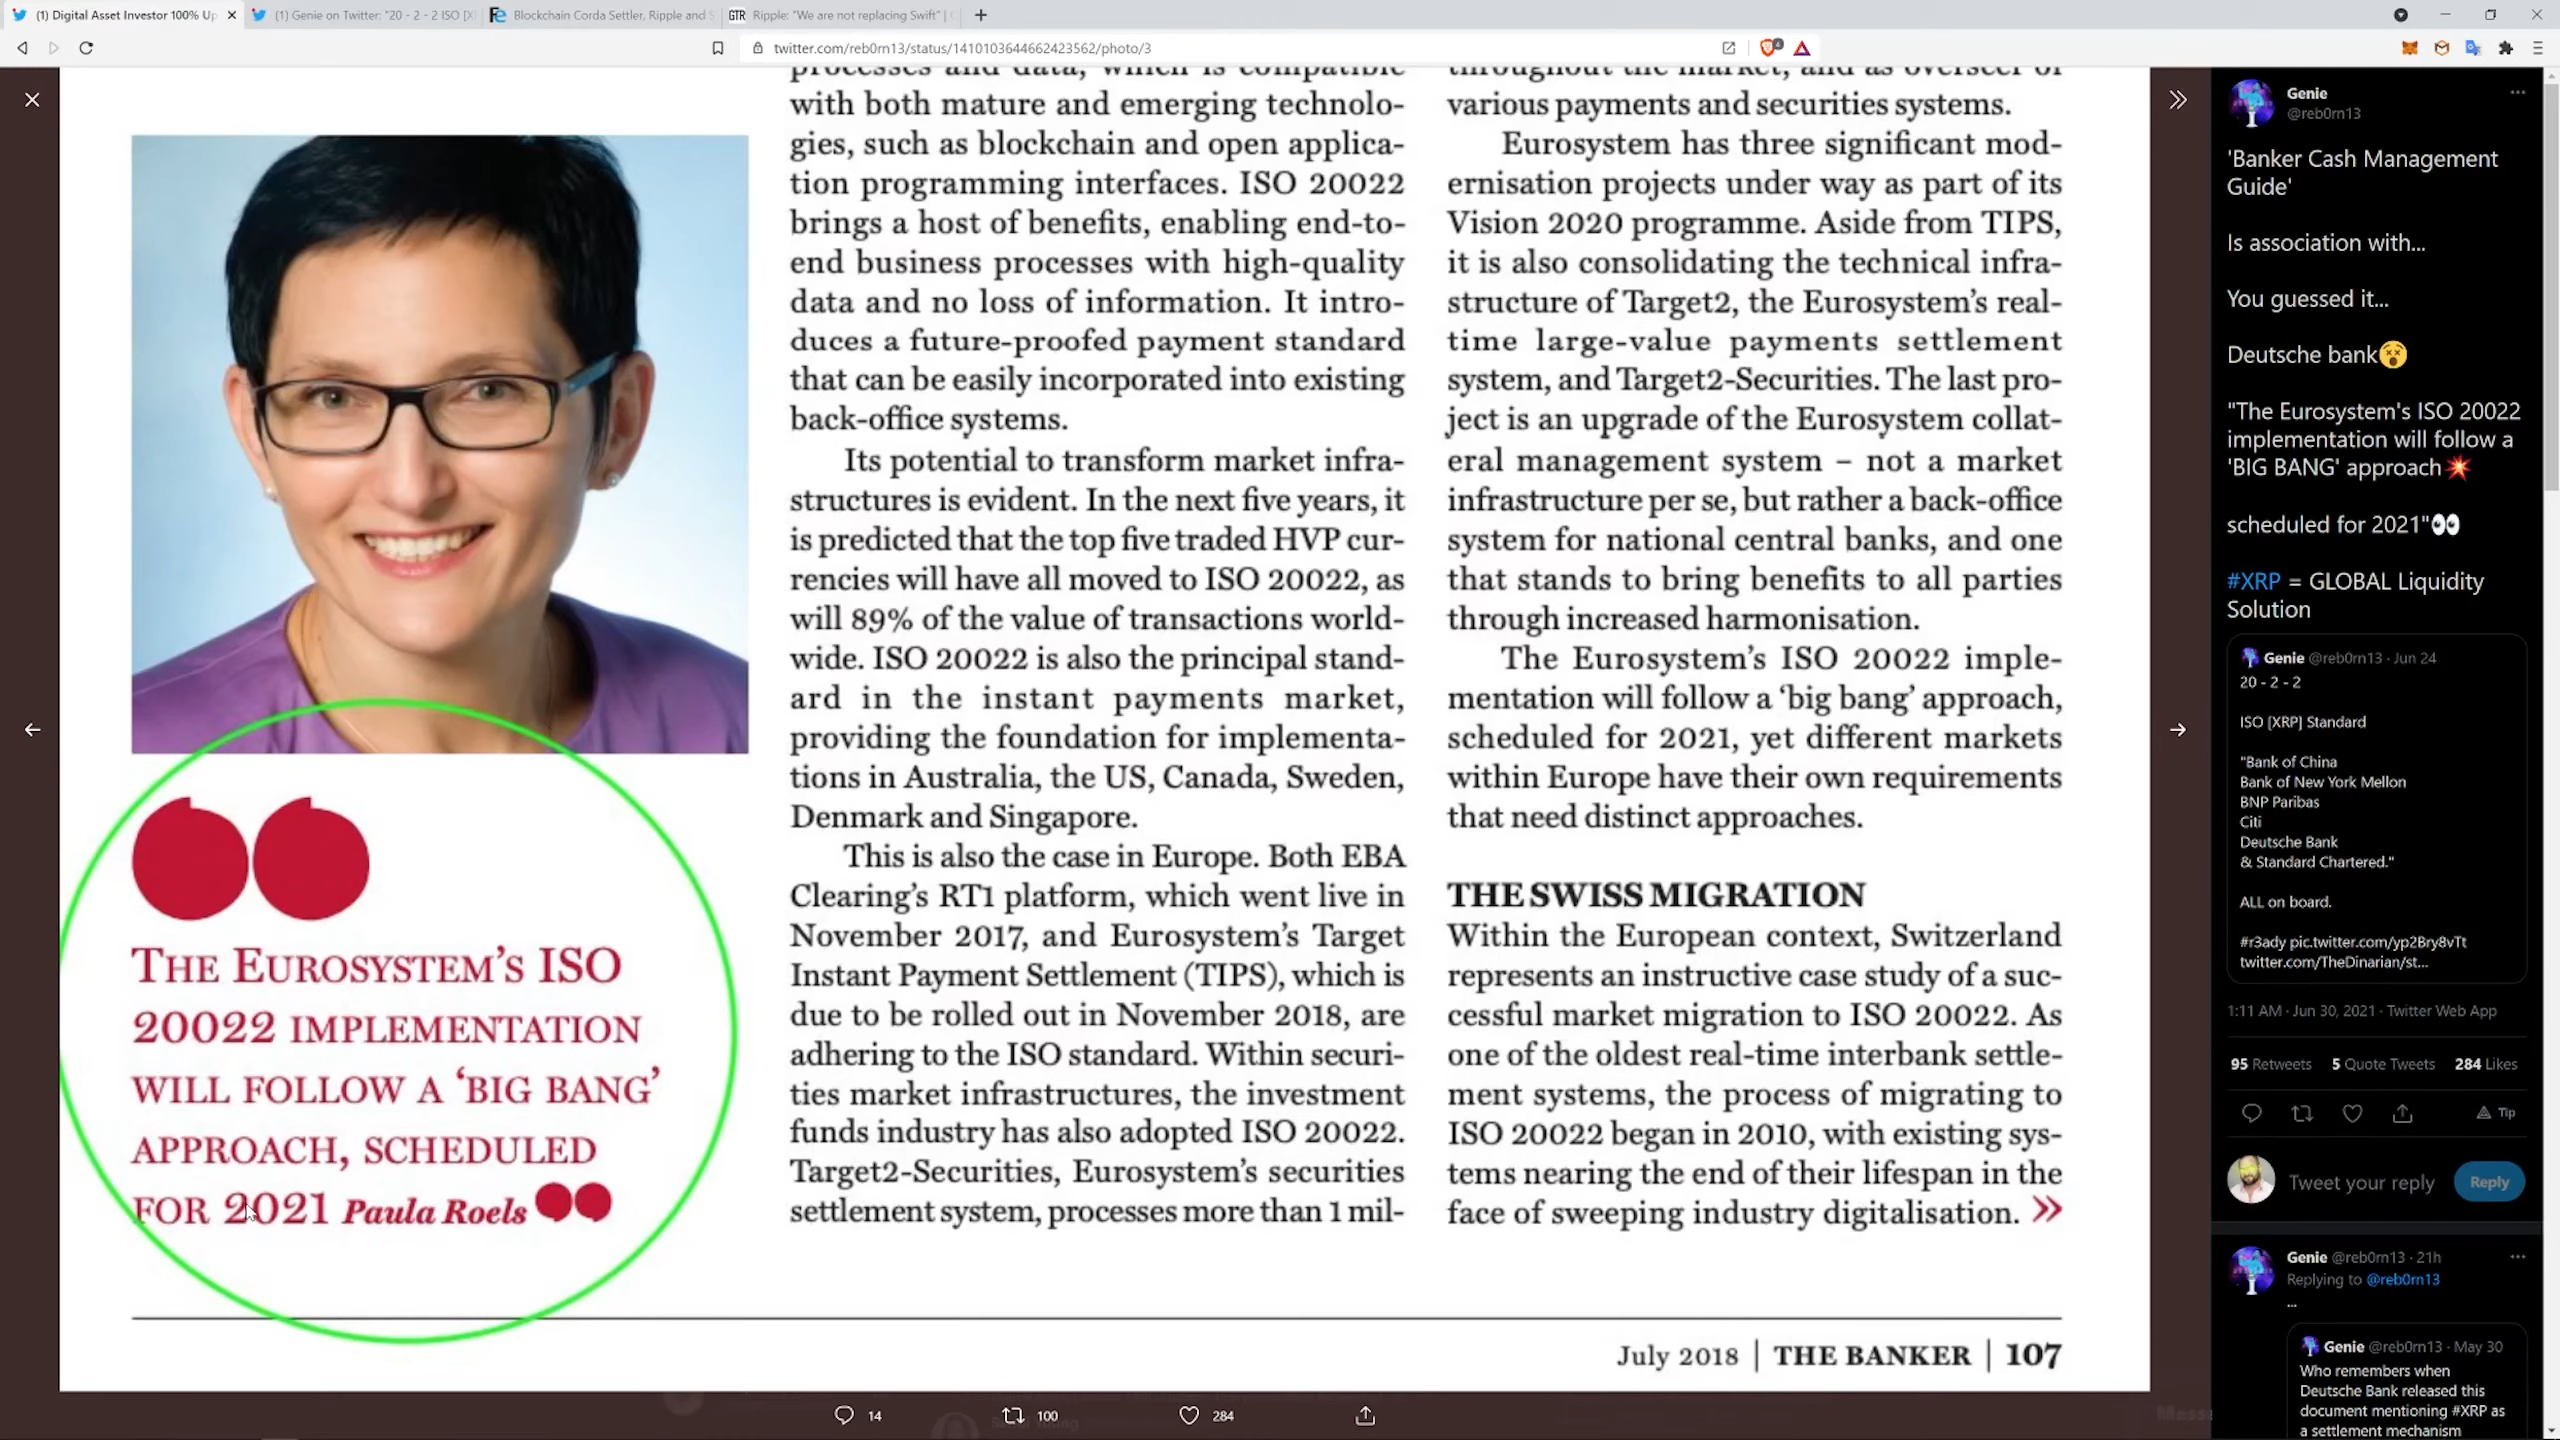 (1) Digital Asset Investor 100% Up
(1) Genie on Twitter: "20 - 2 - 2 ISO [X
Blockchain Corda Settler, Ripple and S
GTR Ripple: "We are not replacing Swift" |
twitter.com/reb0rn13/status/1410103644662423562/photo/3
processes and data, which is compatible
with both mature and emerging technolo-
gies, such as blockchain and open applica-
tion programming interfaces. ISO 20022
brings a host of benefits, enabling end-to-
end business processes with high-quality
data and no loss of information. It intro-
duces a future-proofed payment standard
that can be easily incorporated into existing
back-office systems.
Its potential to transform market infra-
structures is evident. In the next five years, it
is predicted that the top five traded HVP cur-
rencies will have all moved to ISO 20022, as
will 89% of the value of transactions world-
wide. ISO 20022 is also the principal stand-
ard in the instant payments market,
providing the foundation for implementa-
tions in Australia, the US, Canada, Sweden,
Denmark and Singapore.
This is also the case in Europe. Both EBA
Clearing's RT1 platform, which went live in
November 2017, and Eurosystem's Target
Instant Payment Settlement (TIPS), which is
due to be rolled out in November 2018, are
adhering to the ISO standard. Within securi-
ties market infrastructures, the investment
funds industry has also adopted ISO 20022.
Target2-Securities, Eurosystem's securities
settlement system, processes more than 1 mil-
throughout the market, and as overseer of
various payments and securities systems.
Eurosystem has three significant mod-
ernisation projects under way as part of its
Vision 2020 programme. Aside from TIPS,
it is also consolidating the technical infra-
structure of Target2, the Eurosystem's real-
time large-value payments settlement
system, and Target2-Securities. The last pro-
ject is an upgrade of the Eurosystem collat-
eral management system – not a market
infrastructure per se, but rather a back-office
system for national central banks, and one
that stands to bring benefits to all parties
through increased harmonisation.
The Eurosystem's ISO 20022 imple-
mentation will follow a 'big bang' approach,
scheduled for 2021, yet different markets
within Europe have their own requirements
that need distinct approaches.
THE SWISS MIGRATION
Within the European context, Switzerland
represents an instructive case study of a suc-
cessful market migration to ISO 20022. As
one of the oldest real-time interbank settle-
ment systems, the process of migrating to
ISO 20022 began in 2010, with existing sys-
tems nearing the end of their lifespan in the
face of sweeping industry digitalisation. »
THE EUROSYSTEM'S ISO
20022 IMPLEMENTATION
WILL FOLLOW A 'BIG BANG'
APPROACH, SCHEDULED
FOR 2021 Paula Roels
July 2018 | THE BANKER | 107
14
100
284
Genie
@reb0rn13
'Banker Cash Management
Guide'
Is association with...
You guessed it...
Deutsche bank😵
"The Eurosystem's ISO 20022
implementation will follow a
'BIG BANG' approach💥
scheduled for 2021"👀
#XRP = GLOBAL Liquidity
Solution
Genie @reb0rn13 · Jun 24
20 - 2 - 2
ISO [XRP] Standard
"Bank of China
Bank of New York Mellon
BNP Paribas
Citi
Deutsche Bank
& Standard Chartered."
ALL on board.
#r3ady pic.twitter.com/yp2Bry8vTt
twitter.com/TheDinarian/st...
1:11 AM · Jun 30, 2021 · Twitter Web App
95 Retweets 5 Quote Tweets 284 Likes
Tip
Tweet your reply
Reply
Genie @reb0rn13 · 21h
Replying to @reb0rn13
...
Genie @reb0rn13 · May 30
Who remembers when
Deutsche Bank released this
document mentioning #XRP as
a settlement mechanism